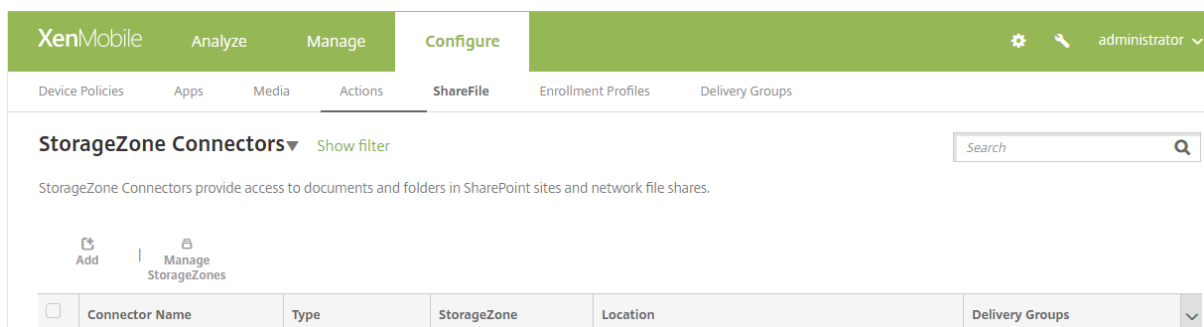 XenMobile Analyze Manage Configure administrator
Device Policies Apps Media Actions ShareFile Enrollment Profiles Delivery Groups
StorageZone Connectors Show filter Search
StorageZone Connectors provide access to documents and folders in SharePoint sites and network file shares.
Add | Manage
StorageZones
Connector Name Type StorageZone Location Delivery Groups